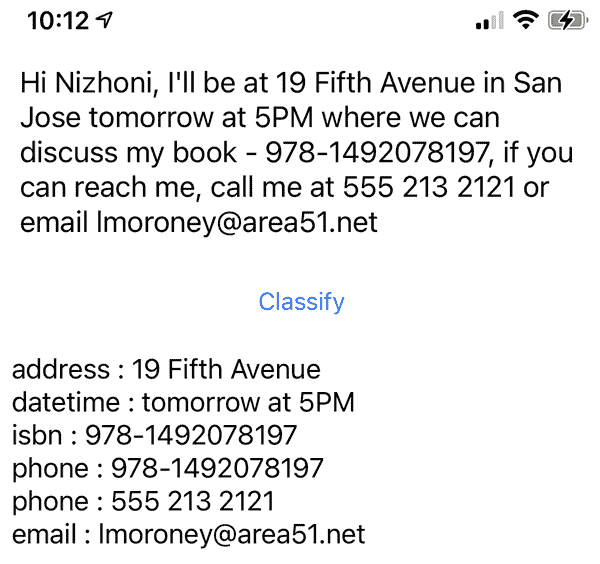 10:12
Hi Nizhoni, I'll be at 19 Fifth Avenue in San
Jose tomorrow at 5PM where we can
discuss my book - 978-1492078197, if you
can reach me, call me at 555 213 2121 or
email lmoroney@area51.net
Classify
address : 19 Fifth Avenue
datetime : tomorrow at 5PM
isbn : 978-1492078197
phone : 978-1492078197
phone : 555 213 2121
email : lmoroney@area51.net